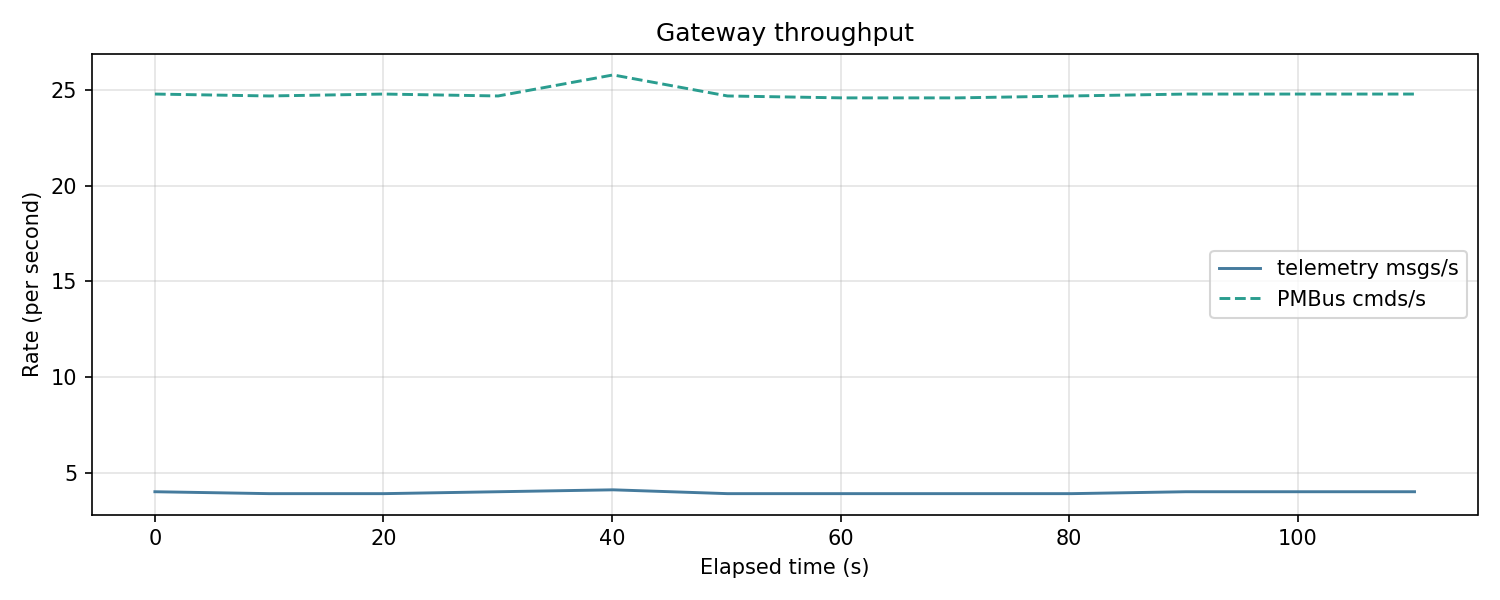 Gateway throughput
Rate (per second)
25
20
15
10
5
telemetry msgs/s
PMBus cmds/s
0 20 40 60 80 100
Elapsed time (s)